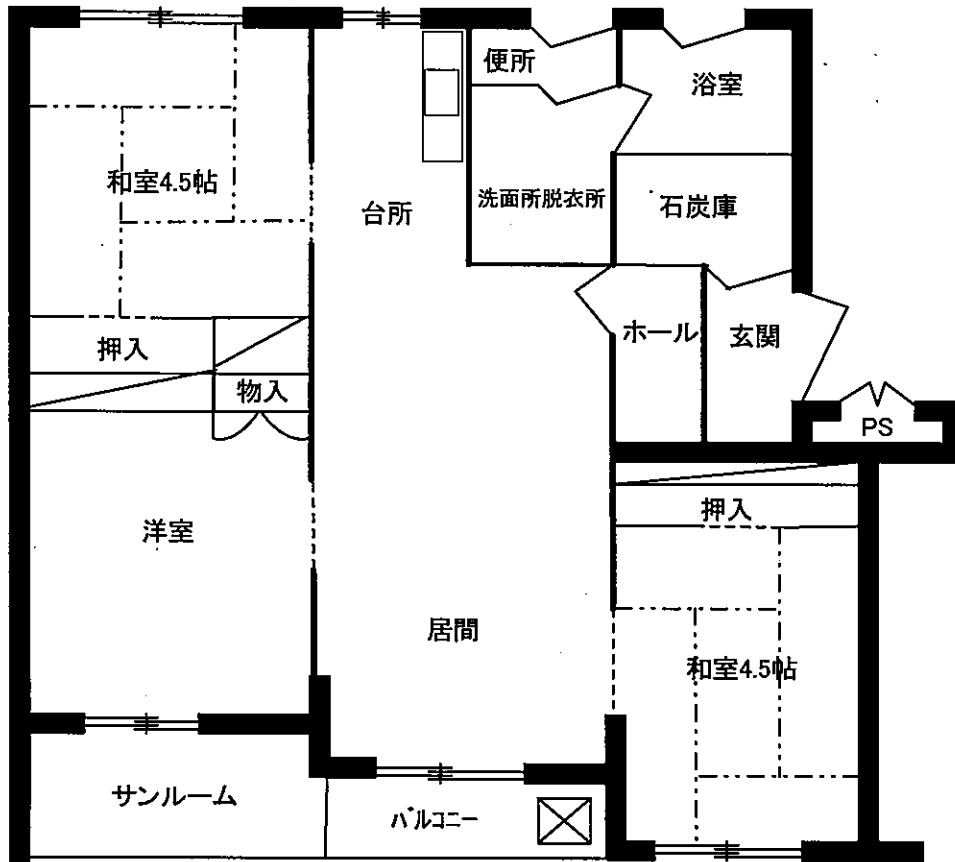 便所
浴室
和室4.5帖
台所
洗面所脱衣所
石炭庫
押入
ホール
玄関
物入
PS
洋室
押入
居間
和室4.5帖
サンルーム
バルコニー